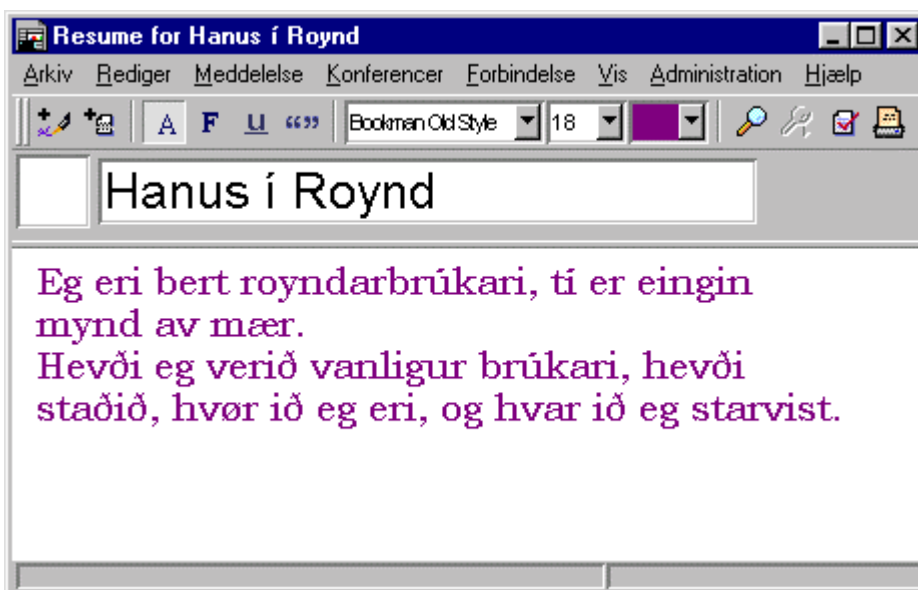 Resume for Hanus í Roynd
Arkiv Rediger Meddelelse Konferencer Forbindelse Vis Administration Hjælp
A F U “” Bookman Old Style 18
Hanus í Roynd
Eg eri bert royndarbrúkari, tí er eingin
mynd av mær.
Hevði eg verið vanligur brúkari, hevði
staðið, hvør ið eg eri, og hvar ið eg starvist.